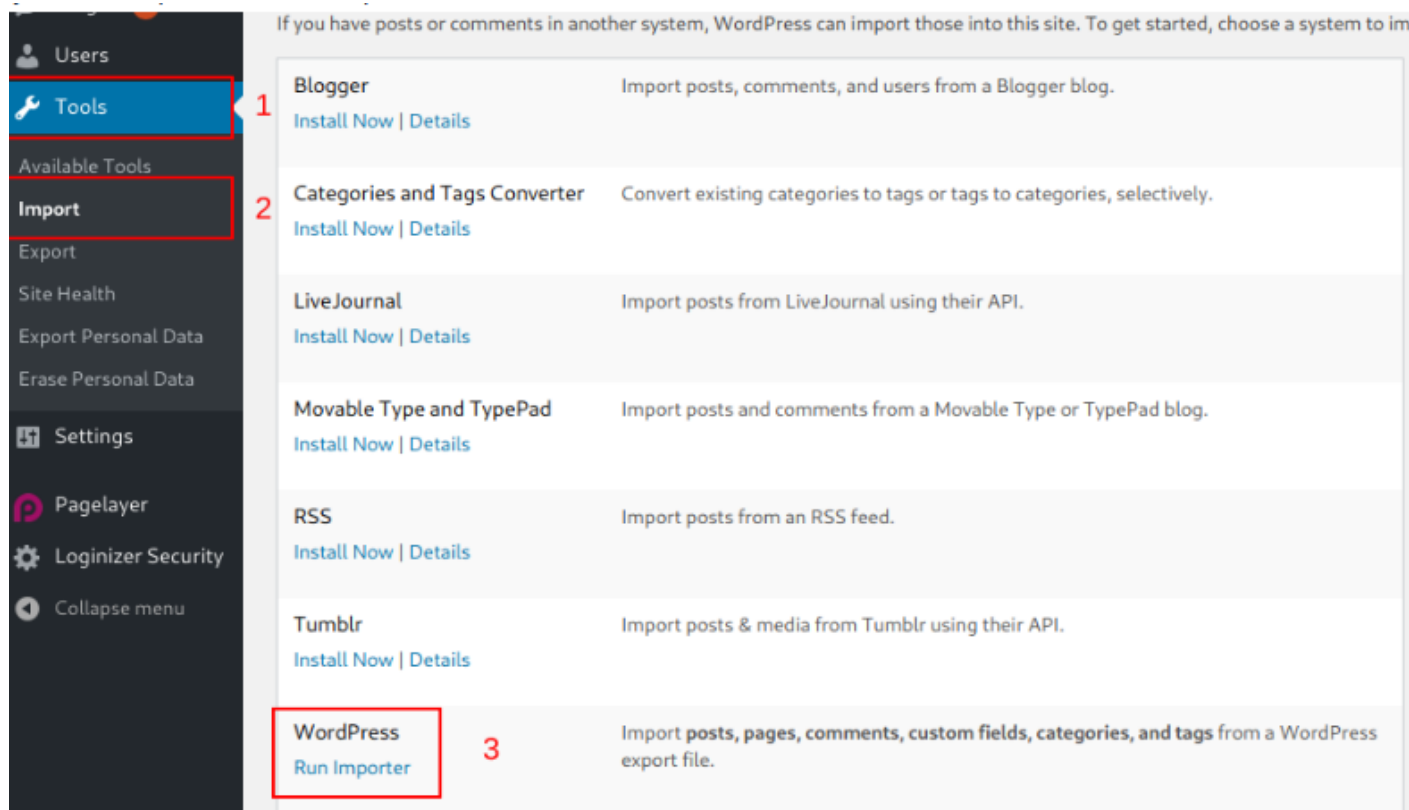 If you have posts or comments in another system, WordPress can import those into this site. To get started, choose a system to im
Users
Tools
1
Available Tools
Import
2
Export
Site Health
Export Personal Data
Erase Personal Data
Settings
Pagelayer
Loginizer Security
Collapse menu
Blogger
Import posts, comments, and users from a Blogger blog.
Install Now | Details
Categories and Tags Converter
Convert existing categories to tags or tags to categories, selectively.
Install Now | Details
LiveJournal
Import posts from LiveJournal using their API.
Install Now | Details
Movable Type and TypePad
Import posts and comments from a Movable Type or TypePad blog.
Install Now | Details
RSS
Import posts from an RSS feed.
Install Now | Details
Tumblr
Import posts & media from Tumblr using their API.
Install Now | Details
WordPress
Run Importer
3
Import posts, pages, comments, custom fields, categories, and tags from a WordPress
export file.